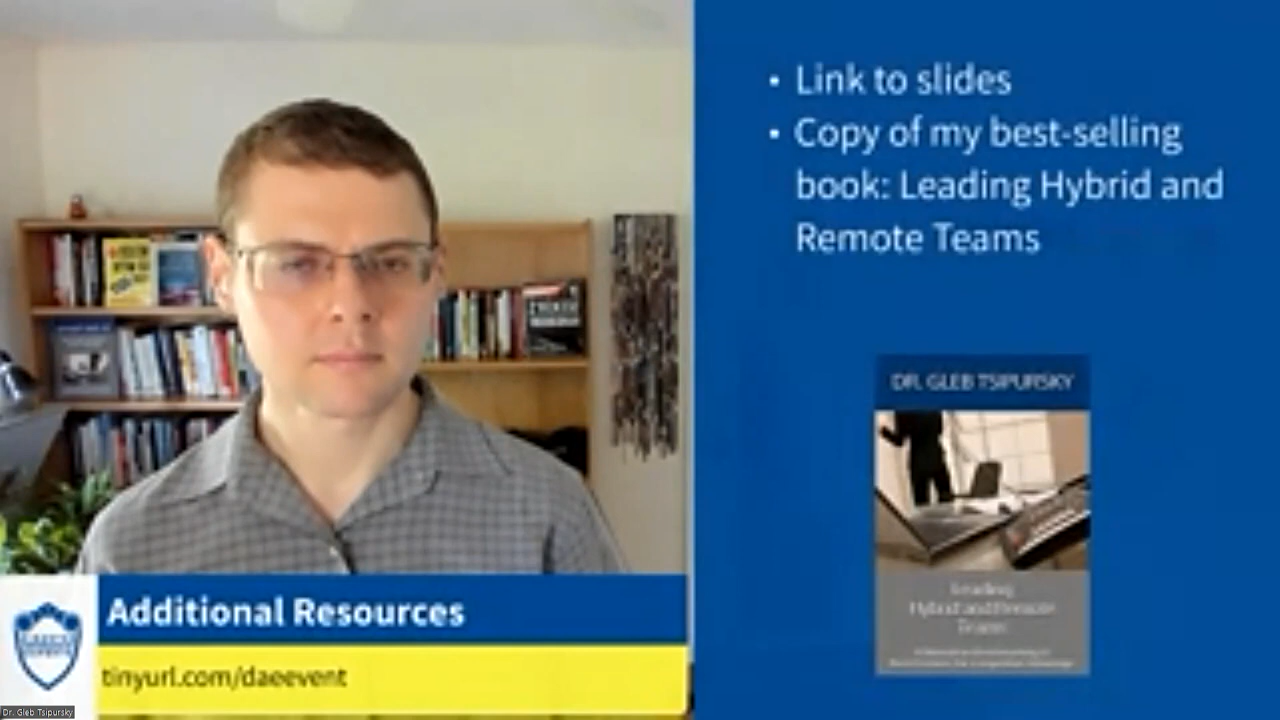 • Link to slides
• Copy of my best-selling
book: Leading Hybrid and
Remote Teams
DR. GLEB TSIPURSKY
Leading
Hybrid and Remote
Teams
Additional Resources
tinyurl.com/daeevent
Dr. Gleb Tsipursky